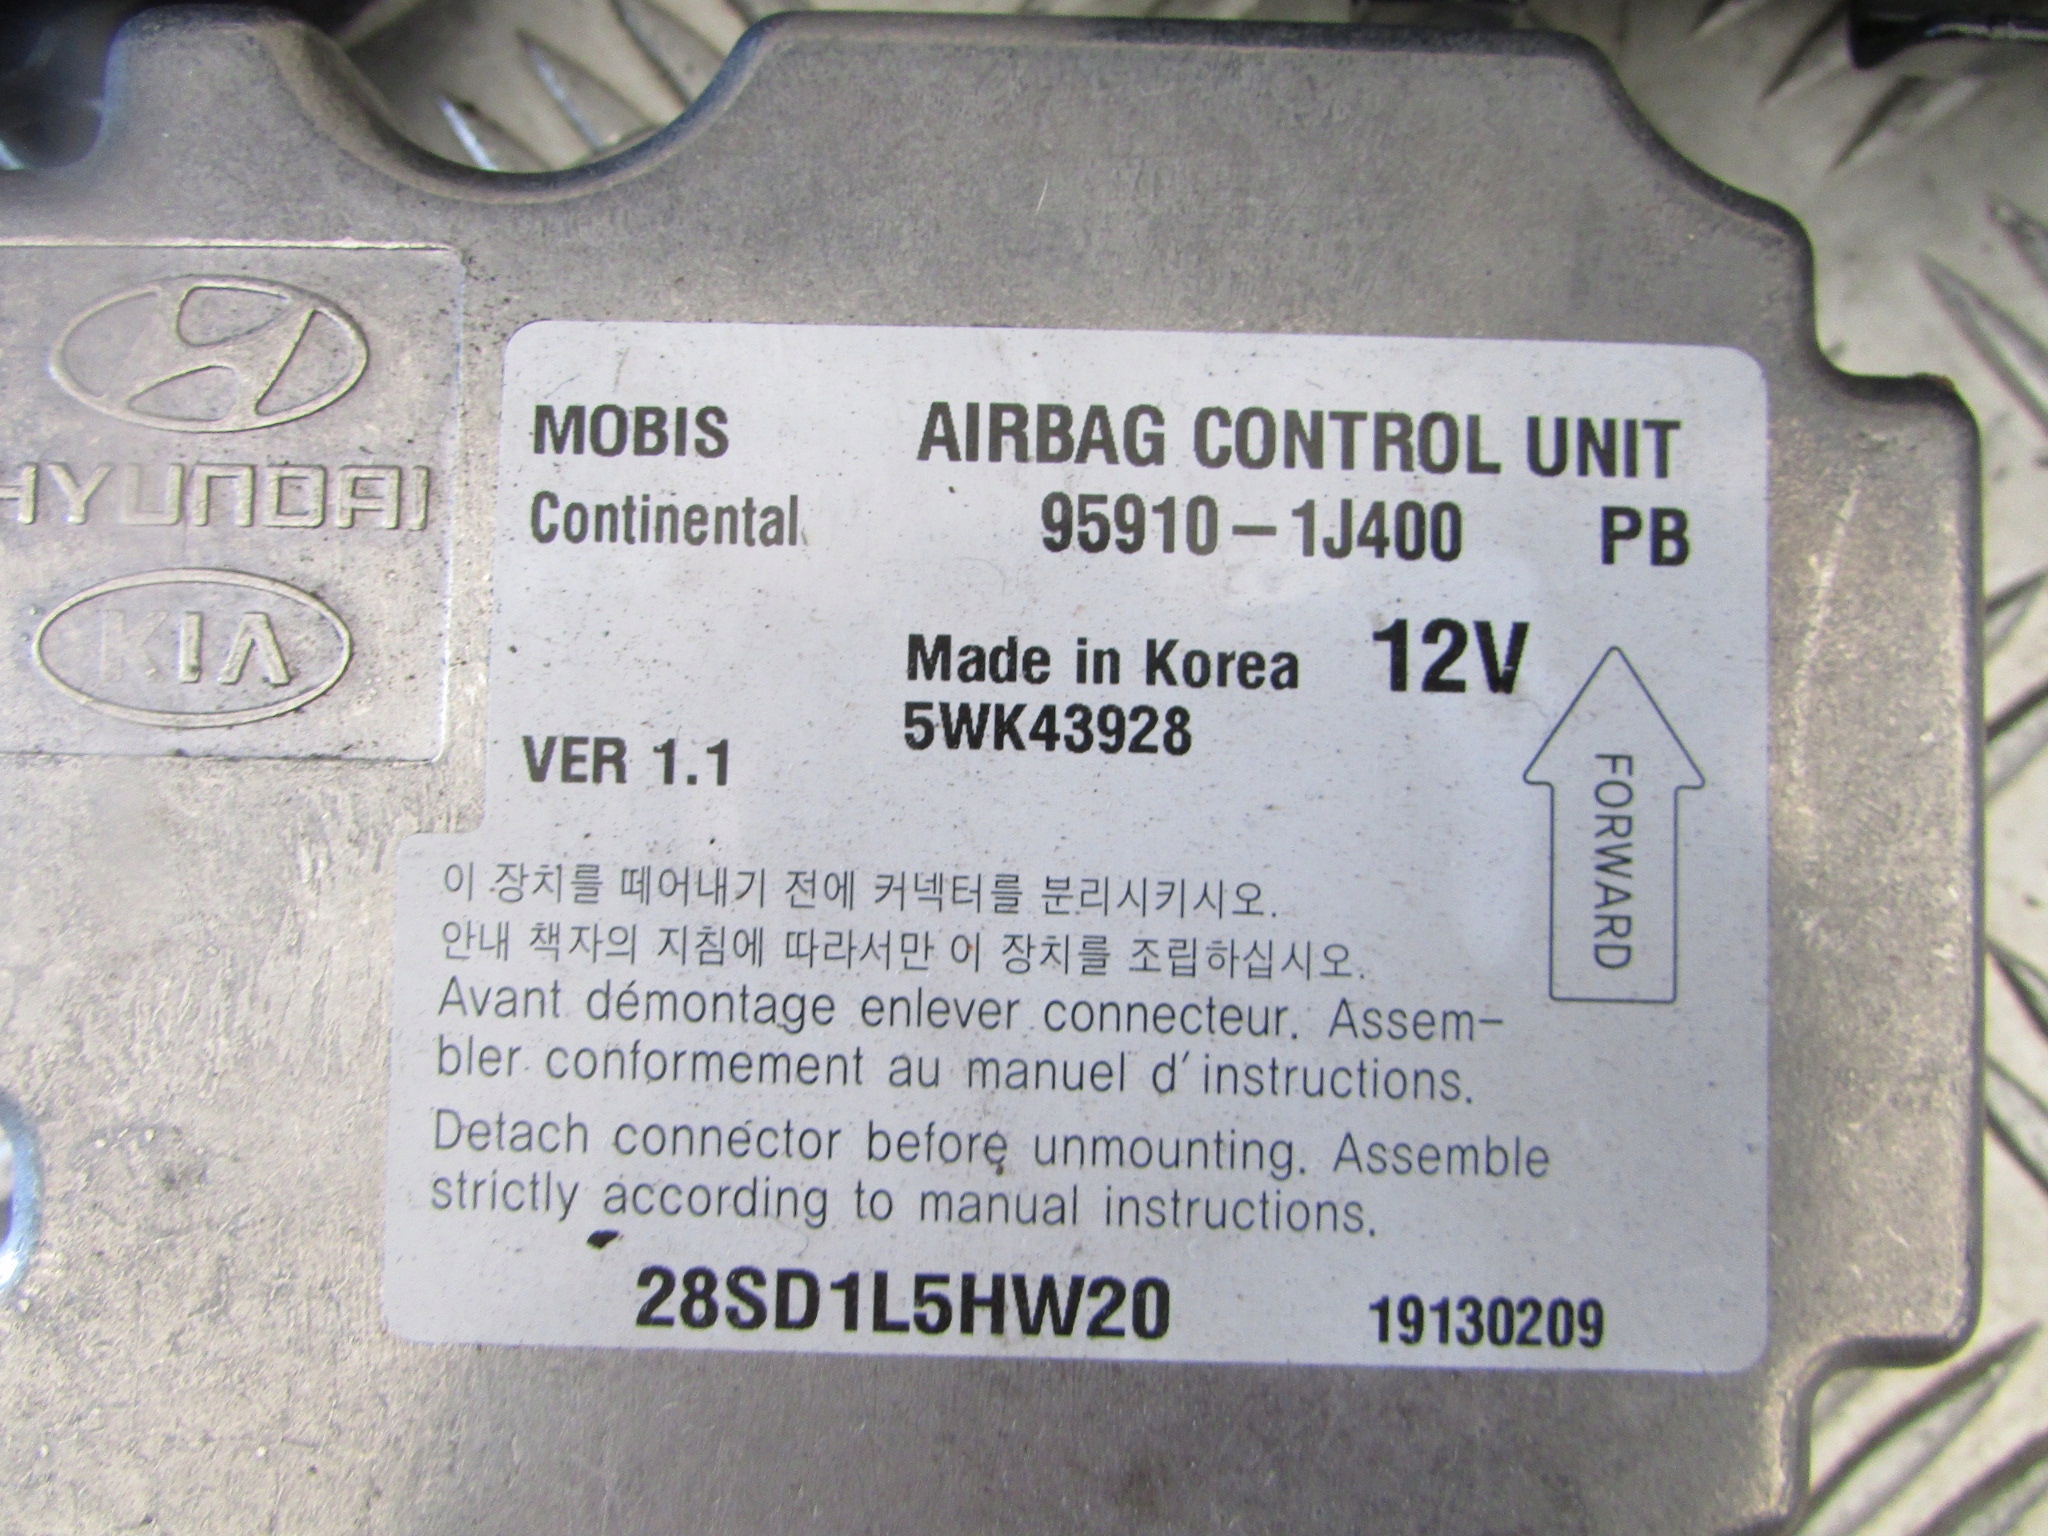 HYUNDAI
KIA
MOBIS AIRBAG CONTROL UNIT
Continental 95910-1J400 PB
Made in Korea 12V
5WK43928
VER 1.1
FORWARD
이 장치를 떼어내기 전에 커넥터를 분리시키시오.
안내 책자의 지침에 따라서만 이 장치를 조립하십시오.
Avant démontage enlever connecteur. Assem-
bler conformement au manuel d'instructions.
Detach connector before unmounting. Assemble
strictly according to manual instructions.
28SD1L5HW20 19130209